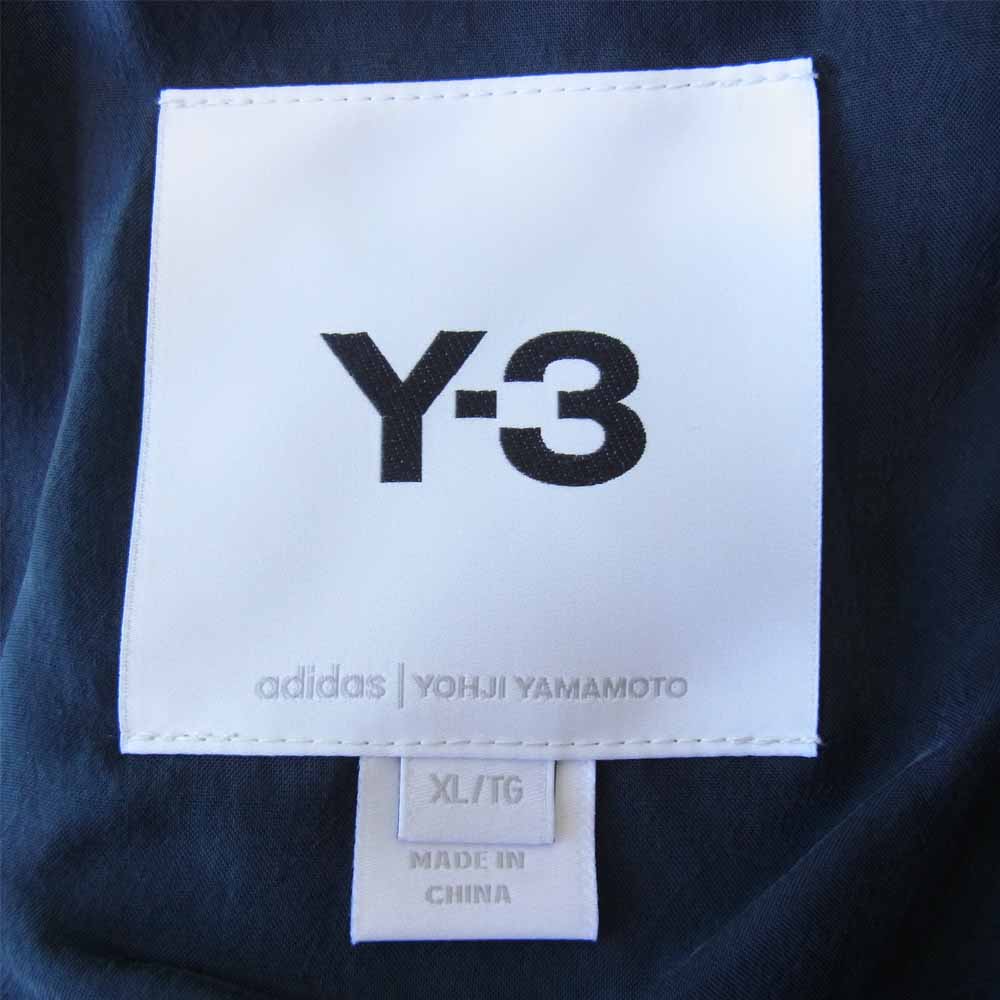 Y-3
adidas | YOHJI YAMAMOTO
XL/TG
MADE IN
CHINA